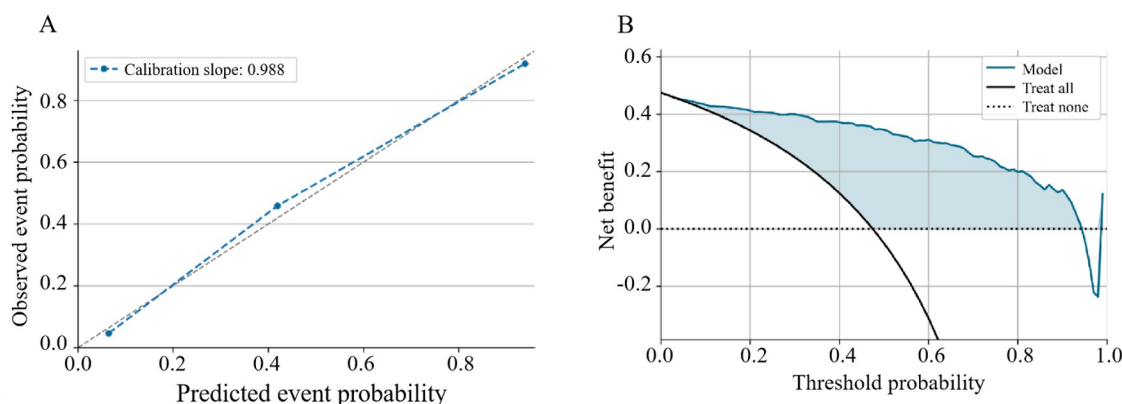 A
Calibration slope: 0.988
Observed event probability
0.8
0.6
0.4
0.2
0.0
0.0 0.2 0.4 0.6 0.8
Predicted event probability
B
Model
Treat all
Treat none
Net benefit
0.6
0.4
0.2
0.0
-0.2
0.0 0.2 0.4 0.6 0.8 1.0
Threshold probability